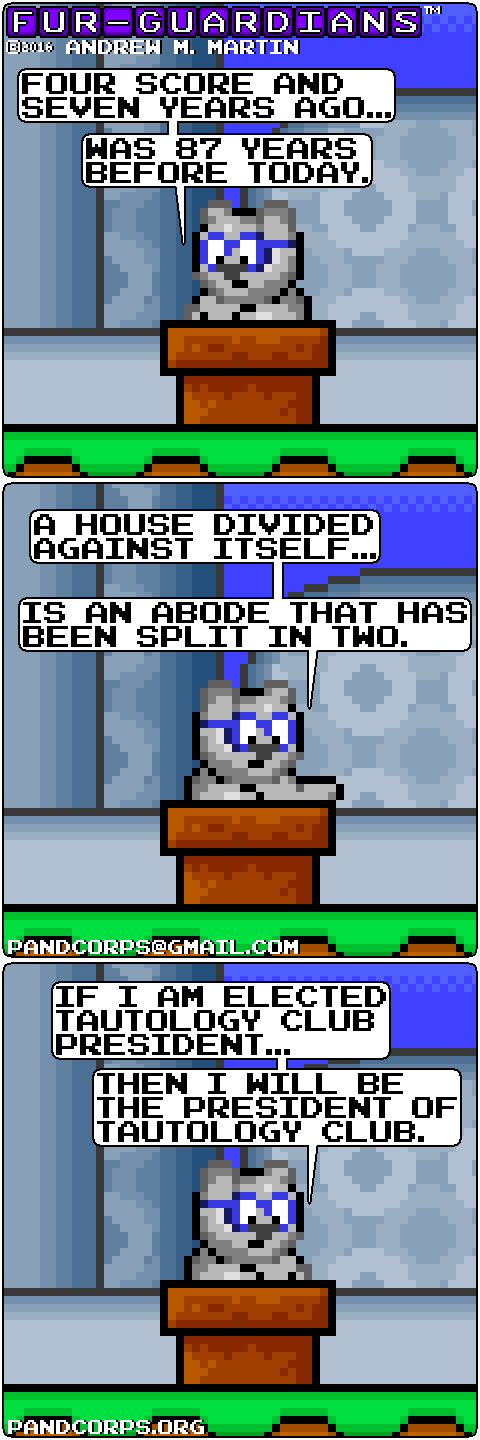 FUR-GUARDIANS™
©2016 ANDREW M. MARTIN
FOUR SCORE AND
SEVEN YEARS AGO...
WAS 87 YEARS
BEFORE TODAY.
A HOUSE DIVIDED
AGAINST ITSELF...
IS AN ABODE THAT HAS
BEEN SPLIT IN TWO.
PANDCORPS@GMAIL.COM
IF I AM ELECTED
TAUTOLOGY CLUB
PRESIDENT...
THEN I WILL BE
THE PRESIDENT OF
TAUTOLOGY CLUB.
PANDCORPS.ORG